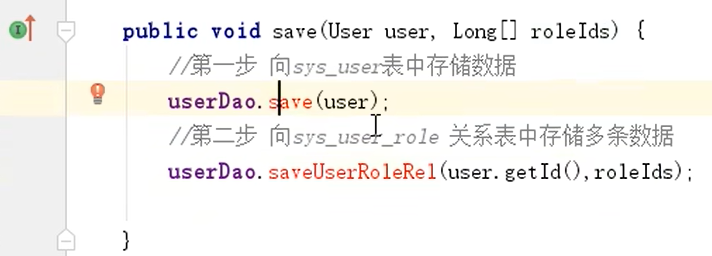 public void save(User user, Long[] roleIds) {
//第一步 向sys_user表中存储数据
userDao.save(user);
//第二步 向sys_user_role 关系表中存储多条数据
userDao.saveUserRoleRel(user.getId(),roleIds);
}